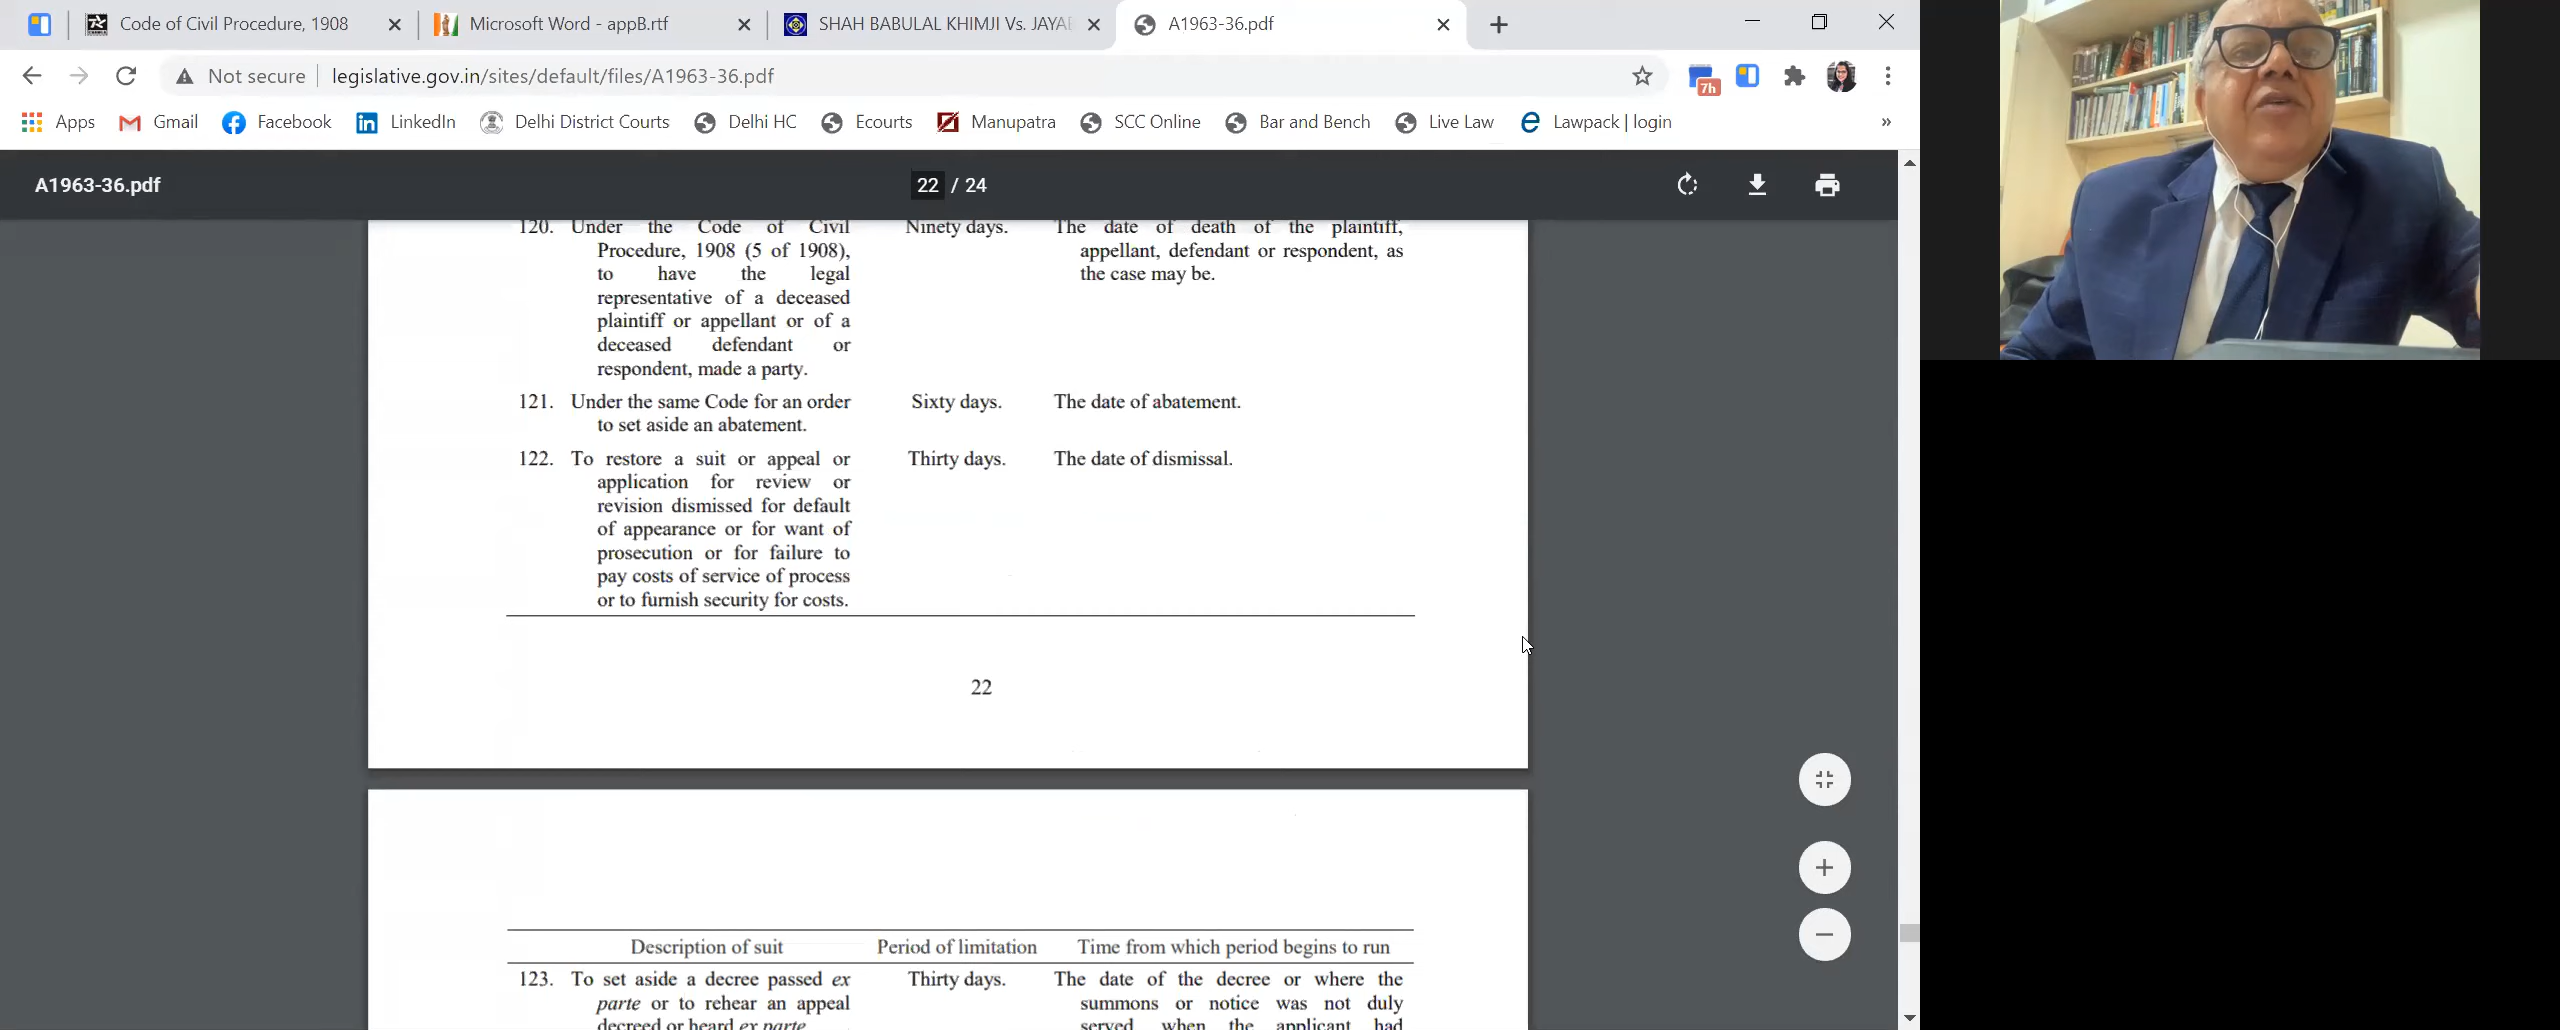 Code of Civil Procedure, 1908
Microsoft Word - appB.rtf
SHAH BABULAL KHIMJI Vs. JAYAB
A1963-36.pdf
Not secure
legislative.gov.in/sites/default/files/A1963-36.pdf
7h
Apps
Gmail
Facebook
LinkedIn
Delhi District Courts
Delhi HC
Ecourts
Manupatra
SCC Online
Bar and Bench
Live Law
Lawpack | login
»
A1963-36.pdf
22 / 24
120. Under the Code of Civil Ninety days. The date of death of the plaintiff,
Procedure, 1908 (5 of 1908), appellant, defendant or respondent, as
to have the legal the case may be.
representative of a deceased
plaintiff or appellant or of a
deceased defendant or
respondent, made a party.
121. Under the same Code for an order Sixty days. The date of abatement.
to set aside an abatement.
122. To restore a suit or appeal or Thirty days. The date of dismissal.
application for review or
revision dismissed for default
of appearance or for want of
prosecution or for failure to
pay costs of service of process
or to furnish security for costs.
22
Description of suit Period of limitation Time from which period begins to run
123. To set aside a decree passed ex Thirty days. The date of the decree or where the
parte or to rehear an appeal summons or notice was not duly
decreed or heard ex parte served, when the applicant had